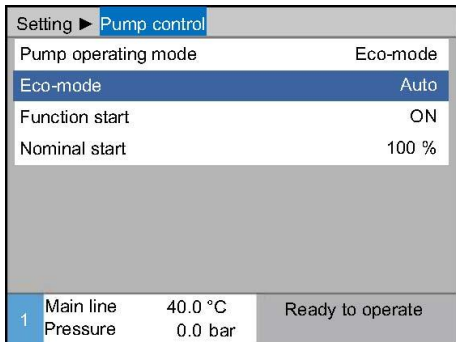 Setting ► Pump control
Pump operating mode Eco-mode
Eco-mode Auto
Function start ON
Nominal start 100 %
1 Main line 40.0 °C Ready to operate
Pressure 0.0 bar